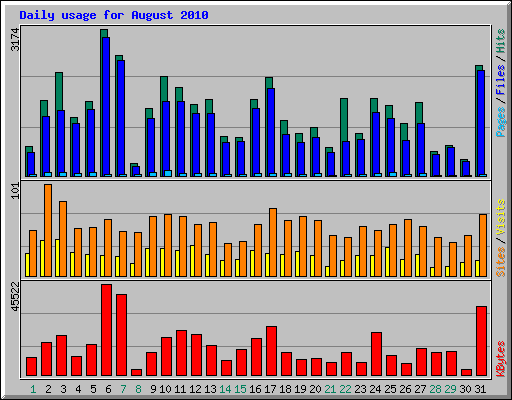 Daily usage for August 2010
3174
Pages / Files / Hits
101
Sites / Visits
45522
KBytes
1 2 3 4 5 6 7 8 9 10 11 12 13 14 15 16 17 18 19 20 21 22 23 24 25 26 27 28 29 30 31